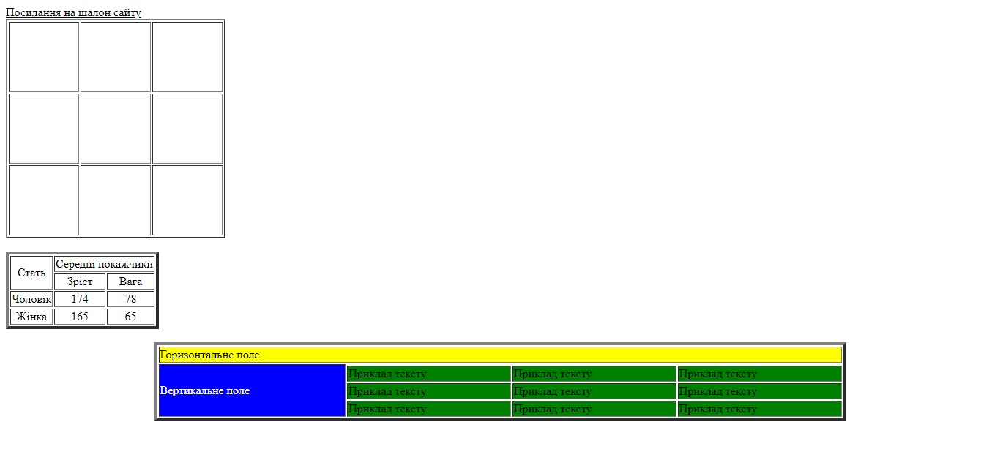 Посилання на шалон сайту
Стать Середні покажчики
Зріст Вага
Чоловік 174 78
Жінка 165 65
Горизонтальне поле
Вертикальне поле
Приклад тексту Приклад тексту Приклад тексту
Приклад тексту Приклад тексту Приклад тексту
Приклад тексту Приклад тексту Приклад тексту